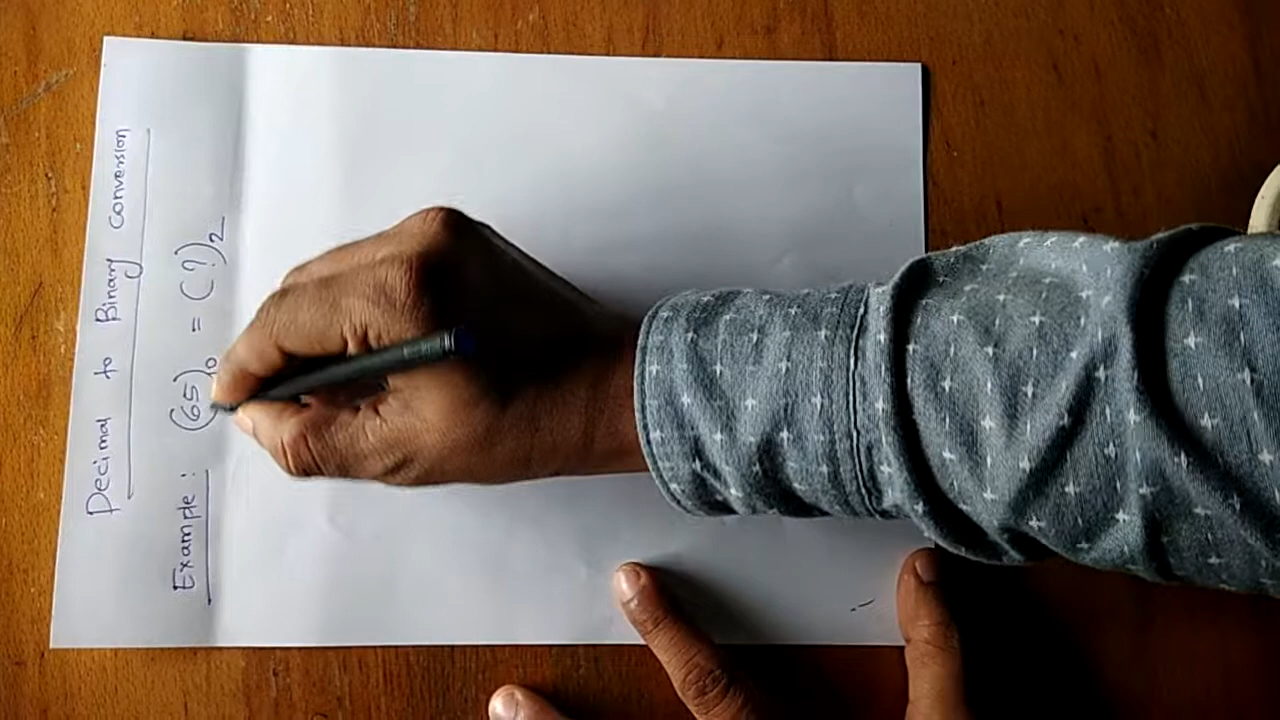 Decimal to Binary conversion
Example : (65)10 = (?)2